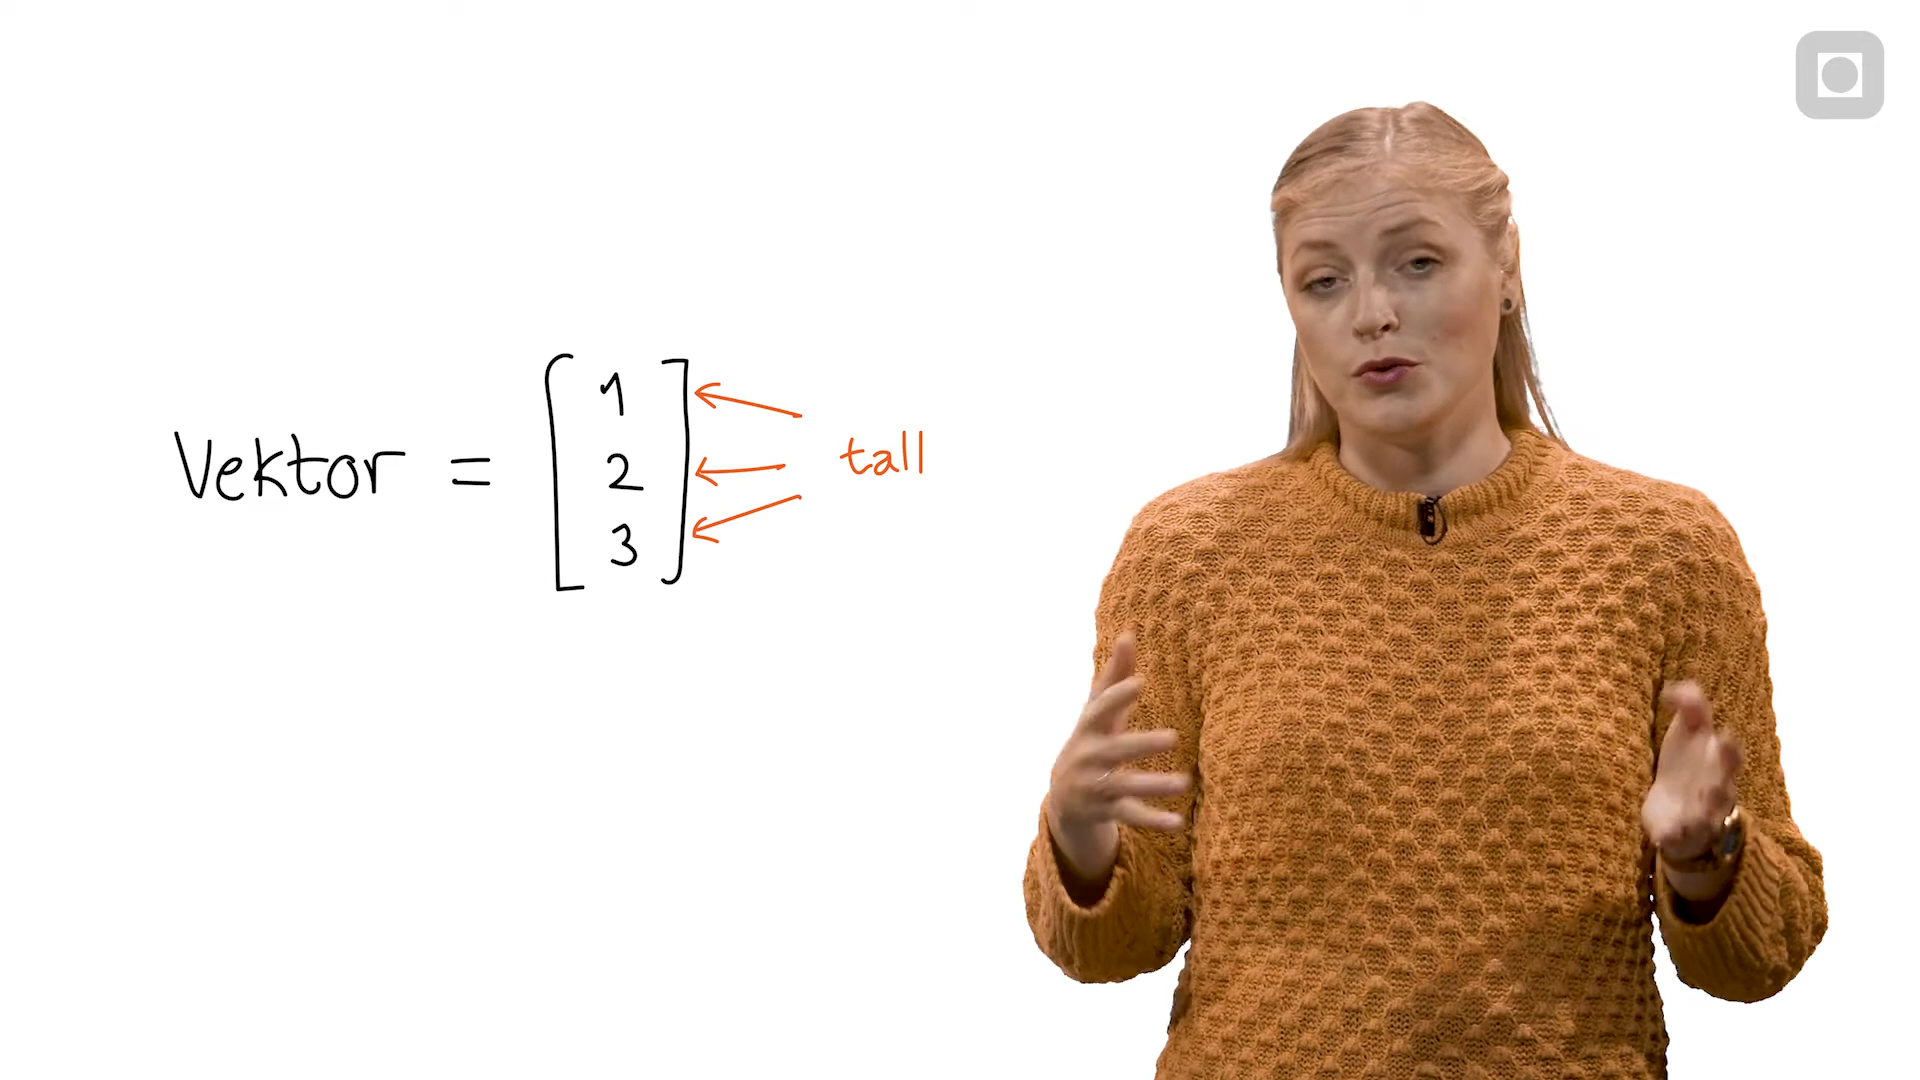 Vektor = [ 1 2 3 ]
tall